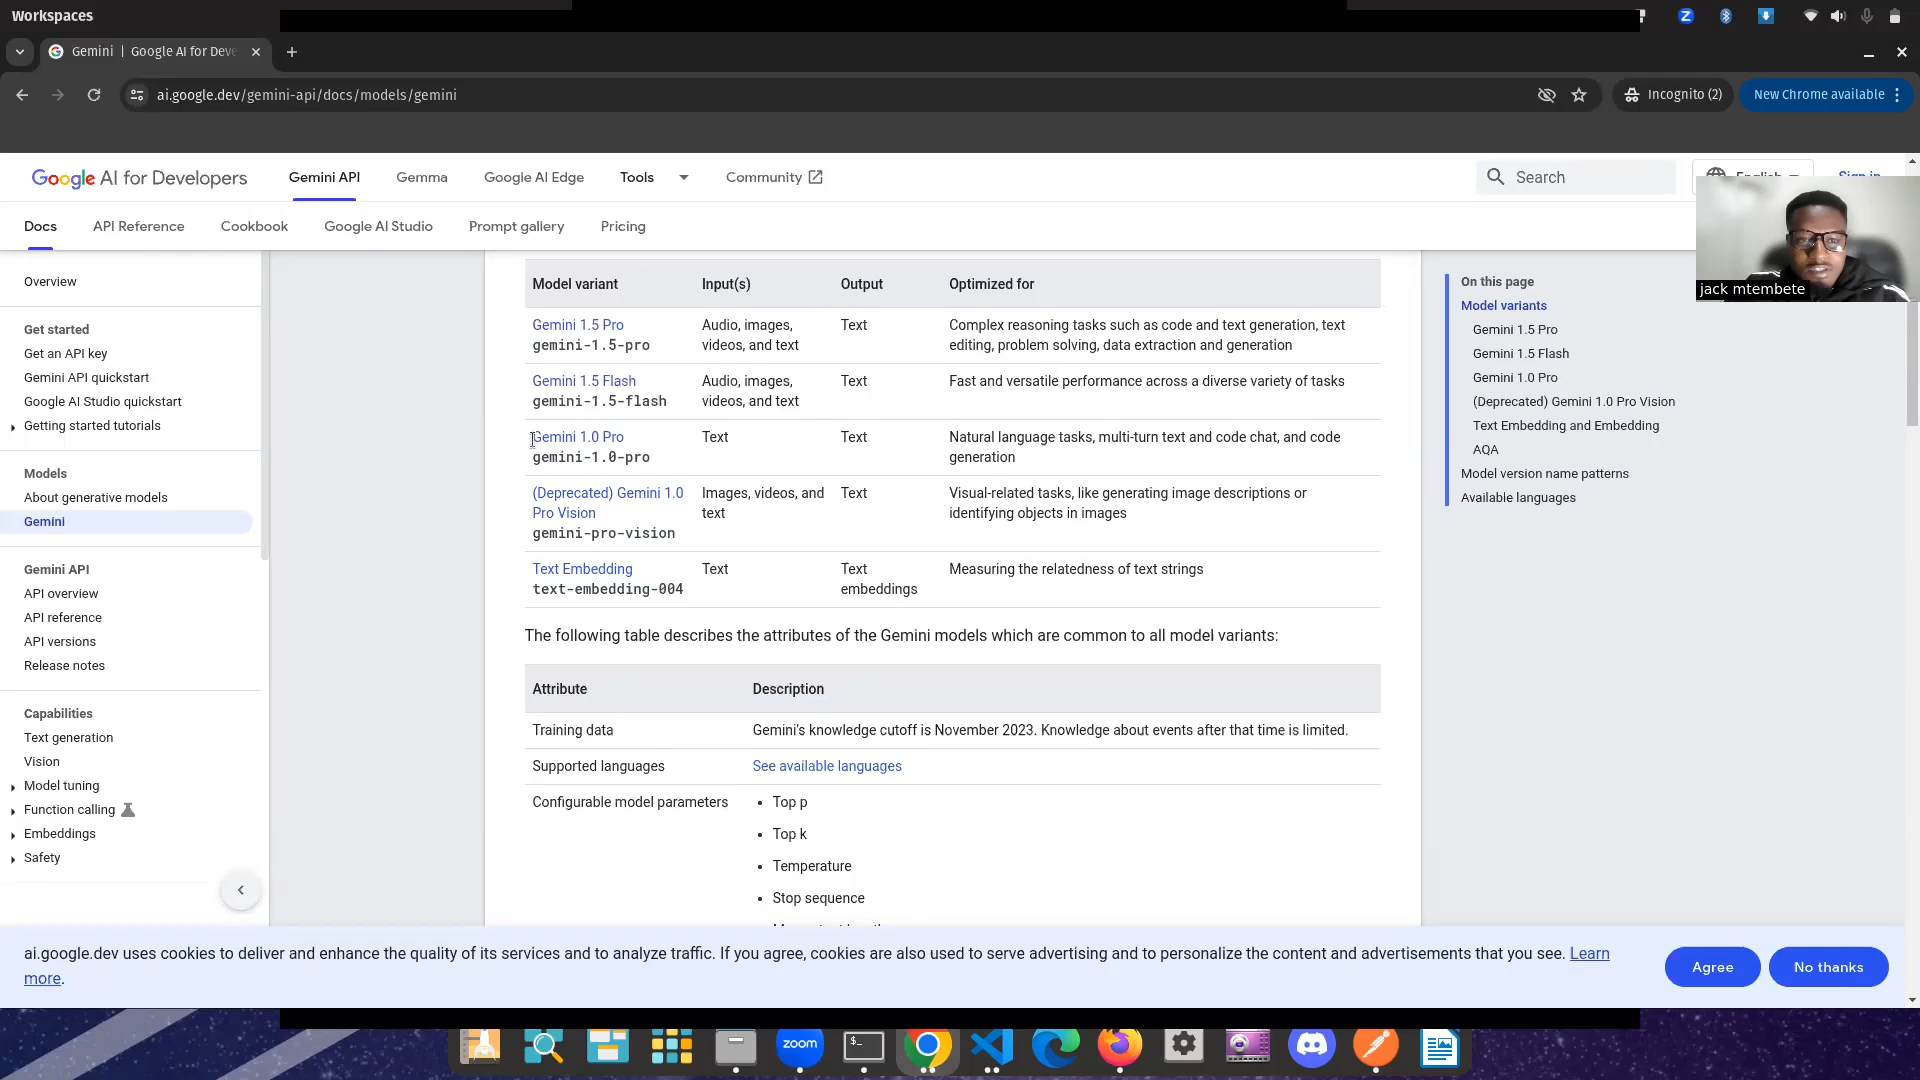 Workspaces
Gemini | Google AI for Deve
ai.google.dev/gemini-api/docs/models/gemini
Incognito (2)
New Chrome available
Google AI for Developers
Gemini API
Gemma
Google AI Edge
Tools
Community
Search
English
Sign in
Docs
API Reference
Cookbook
Google AI Studio
Prompt gallery
Pricing
jack mtembete
Overview
Get started
Get an API key
Gemini API quickstart
Google AI Studio quickstart
Getting started tutorials
Models
About generative models
Gemini
Gemini API
API overview
API reference
API versions
Release notes
Capabilities
Text generation
Vision
Model tuning
Function calling
Embeddings
Safety
Model variant Input(s) Output Optimized for
Gemini 1.5 Pro Audio, images, Text Complex reasoning tasks such as code and text generation, text
gemini-1.5-pro videos, and text editing, problem solving, data extraction and generation
Gemini 1.5 Flash Audio, images, Text Fast and versatile performance across a diverse variety of tasks
gemini-1.5-flash videos, and text
Gemini 1.0 Pro Text Text Natural language tasks, multi-turn text and code chat, and code
gemini-1.0-pro generation
(Deprecated) Gemini 1.0 Images, videos, and Text Visual-related tasks, like generating image descriptions or
Pro Vision text identifying objects in images
gemini-pro-vision
Text Embedding Text Text Measuring the relatedness of text strings
text-embedding-004 embeddings
The following table describes the attributes of the Gemini models which are common to all model variants:
Attribute Description
Training data Gemini's knowledge cutoff is November 2023. Knowledge about events after that time is limited.
Supported languages See available languages
Configurable model parameters • Top p
• Top k
• Temperature
• Stop sequence
On this page
Model variants
Gemini 1.5 Pro
Gemini 1.5 Flash
Gemini 1.0 Pro
(Deprecated) Gemini 1.0 Pro Vision
Text Embedding and Embedding
AQA
Model version name patterns
Available languages
ai.google.dev uses cookies to deliver and enhance the quality of its services and to analyze traffic. If you agree, cookies are also used to serve advertising and to personalize the content and advertisements that you see. Learn
more.
Agree
No thanks
zoom
$_